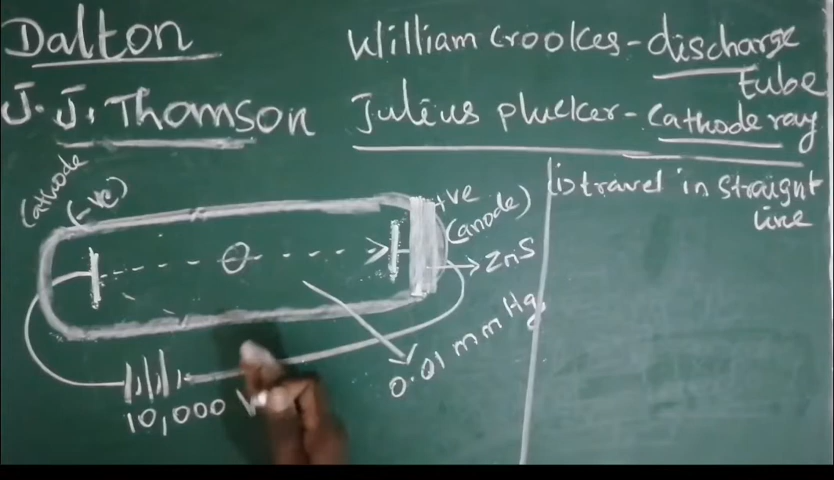 Dalton
J. J. Thomson
William Crookes - discharge
tube
Julius plucker - Cathode ray
Cathode
(-ve)
+ve
(anode)
ZnS
0.01 mm Hg
10,000 V
(i) travel in straight
line